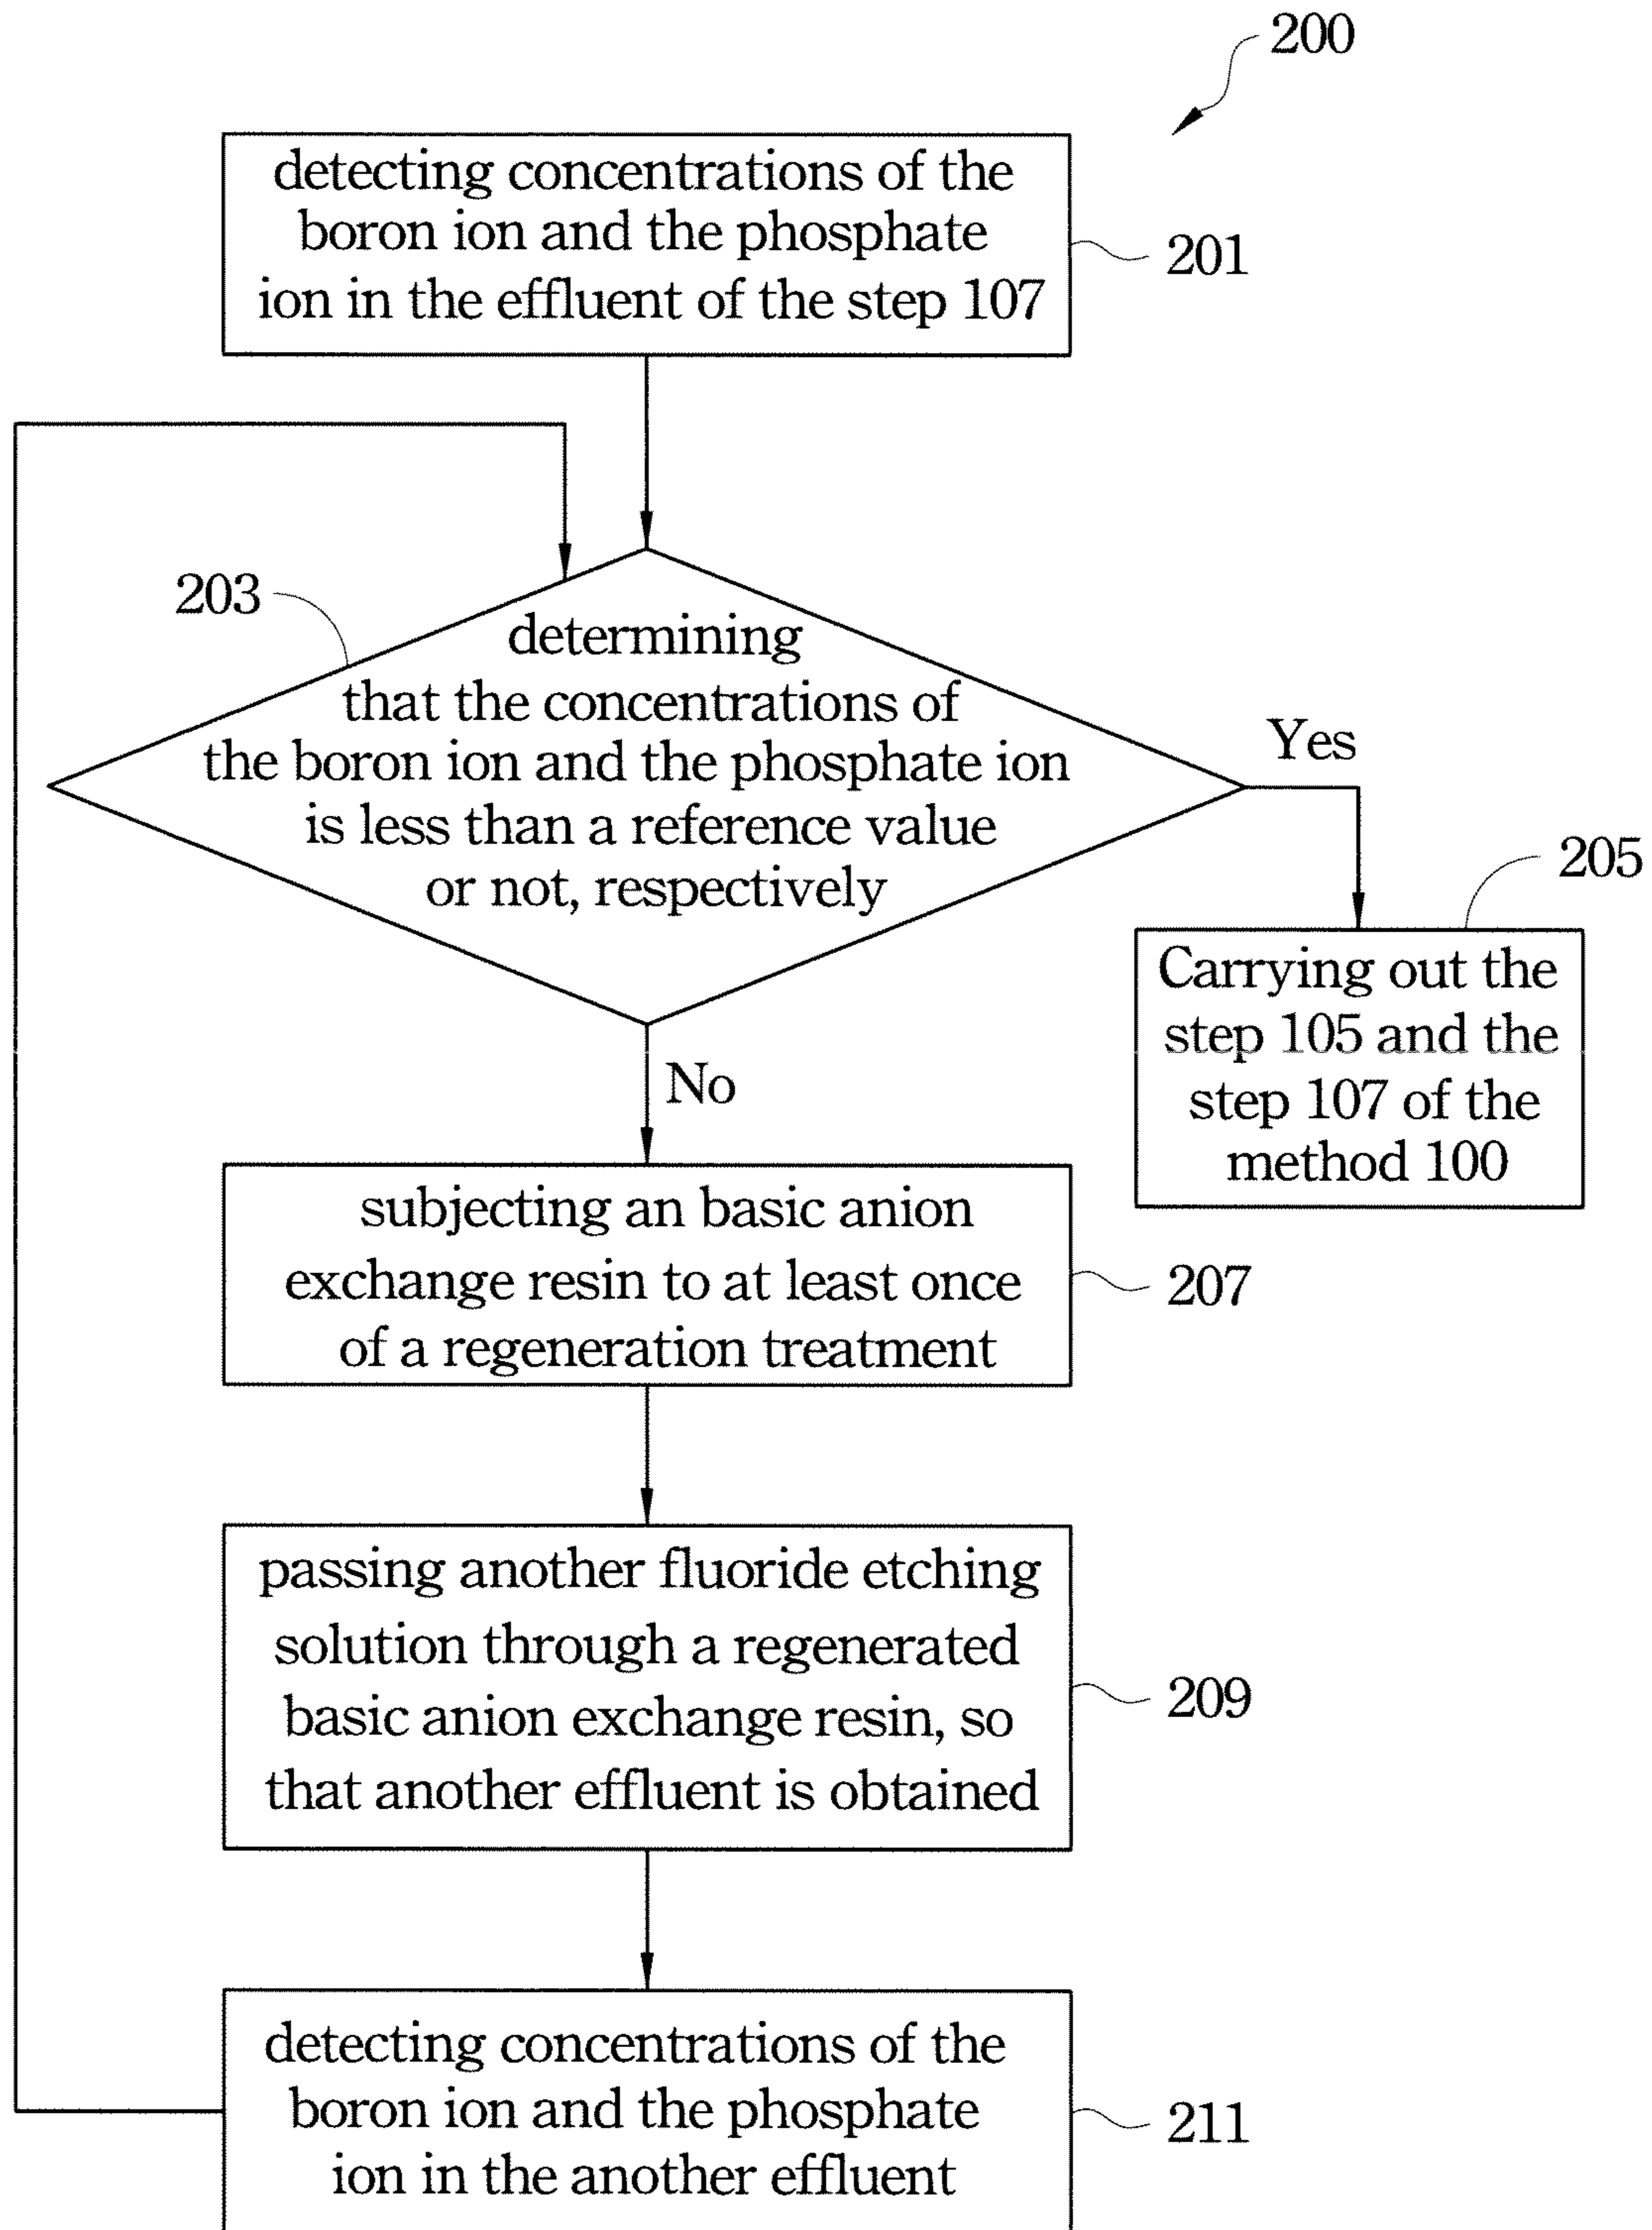 200
detecting concentrations of the
boron ion and the phosphate
ion in the effluent of the step 107
201
203
determining
that the concentrations of
the boron ion and the phosphate ion
is less than a reference value
or not, respectively
Yes
205
Carrying out the
step 105 and the
step 107 of the
method 100
No
subjecting an basic anion
exchange resin to at least once
of a regeneration treatment
207
passing another fluoride etching
solution through a regenerated
basic anion exchange resin, so
that another effluent is obtained
209
detecting concentrations of the
boron ion and the phosphate
ion in the another effluent
211